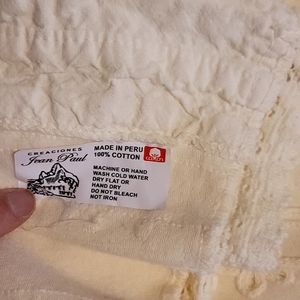 CREACIONES
Jean Paul
MADE IN PERU
100% COTTON
COTTON
MACHINE OR HAND
WASH COLD WATER
DRY FLAT OR
HAND DRY
DO NOT BLEACH
NOT IRON